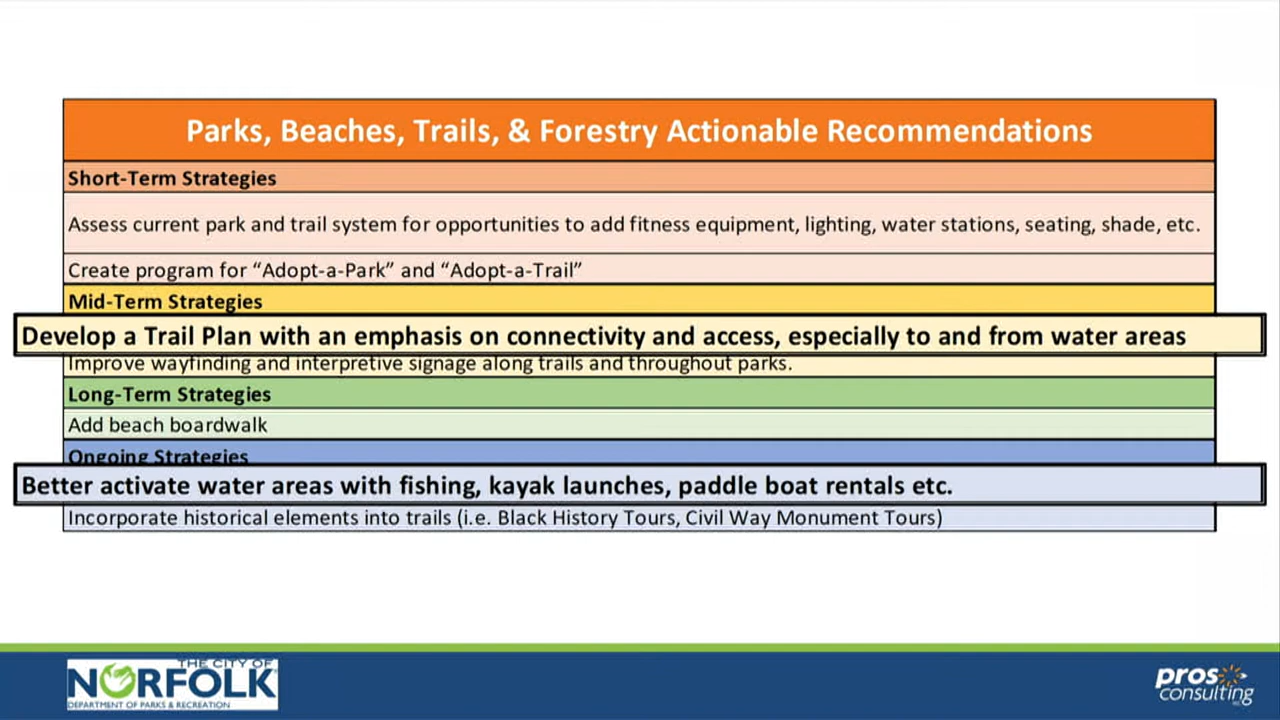 Parks, Beaches, Trails, & Forestry Actionable Recommendations
Short-Term Strategies
Assess current park and trail system for opportunities to add fitness equipment, lighting, water stations, seating, shade, etc.
Create program for “Adopt-a-Park” and “Adopt-a-Trail”
Mid-Term Strategies
Develop a Trail Plan with an emphasis on connectivity and access, especially to and from water areas
Improve wayfinding and interpretive signage along trails and throughout parks.
Long-Term Strategies
Add beach boardwalk
Ongoing Strategies
Better activate water areas with fishing, kayak launches, paddle boat rentals etc.
Incorporate historical elements into trails (i.e. Black History Tours, Civil Way Monument Tours)
THE CITY OF
NORFOLK
DEPARTMENT OF PARKS & RECREATION
pros
consulting